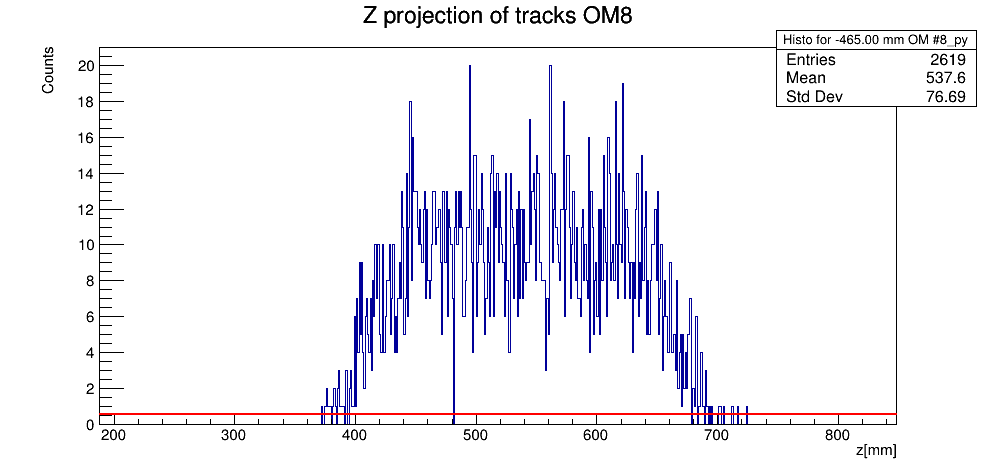 Z projection of tracks OM8
Histo for -465.00 mm OM #8_py
Entries 2619
Mean 537.6
Std Dev 76.69
Counts
20
18
16
14
12
10
8
6
4
2
0
200 300 400 500 600 700 800
z[mm]